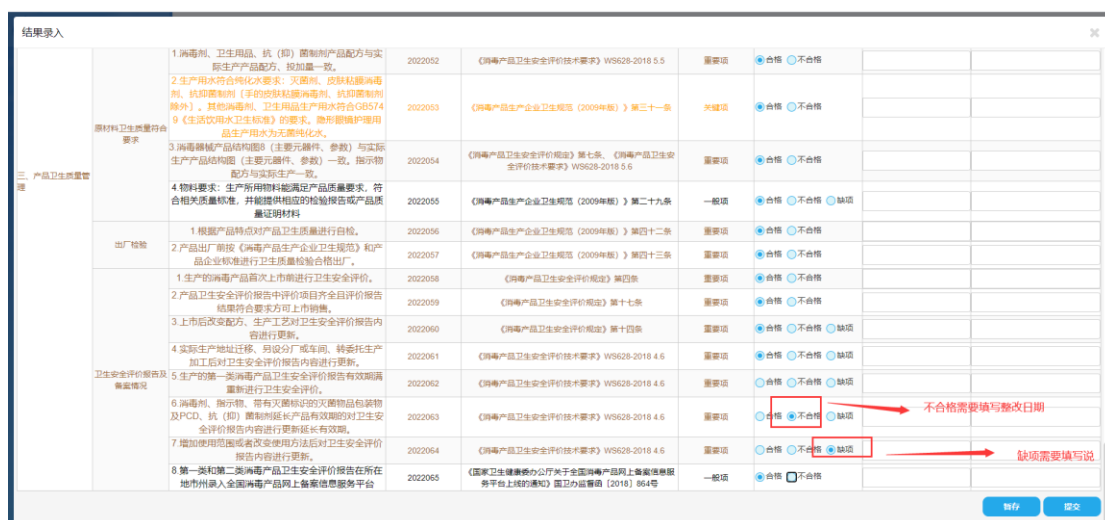 结果录入
1.消毒剂、卫生用品、抗（抑）菌制剂产品配方与实
际生产产品配方、投加量一致。
2022052
《消毒产品卫生安全评价技术要求》WS628-2018 5.5
重要项
合格 不合格
2.生产用水符合纯化水要求：灭菌剂、皮肤粘膜消毒
剂、抗抑菌制剂［手的皮肤粘膜消毒剂、抗抑菌制剂
除外］。其他消毒剂、卫生用品生产用水符合GB574
9《生活饮用水卫生标准》的要求。隐形眼镜护理用
品生产用水为无菌纯化水。
2022053
《消毒产品生产企业卫生规范（2009年版）》第三十一条
关键项
合格 不合格
原材料卫生质量符合
要求
3.消毒器械产品结构图8（主要元器件、参数）与实际
生产产品结构图（主要元器件、参数）一致。指示物
配方与实际生产一致。
2022054
《消毒产品卫生安全评价规定》第七条、《消毒产品卫生安
全评价技术要求》WS628-2018 5.6
重要项
合格 不合格
三、产品卫生质量管
理
4.物料要求：生产所用物料能满足产品质量要求，符
合相关质量标准，并能提供相应的检验报告或产品质
量证明材料
2022055
《消毒产品生产企业卫生规范（2009年版）》第二十九条
一般项
合格 不合格 缺项
出厂检验
1.根据产品特点对产品卫生质量进行自检。
2022056
《消毒产品生产企业卫生规范（2009年版）》第四十二条
重要项
合格 不合格
2.产品出厂前按《消毒产品生产企业卫生规范》和产
品企业标准进行卫生质量检验合格出厂。
2022057
《消毒产品生产企业卫生规范（2009年版）》第四十三条
重要项
合格 不合格
1.生产的消毒产品首次上市前进行卫生安全评价。
2022058
《消毒产品卫生安全评价规定》第四条
重要项
合格 不合格
2.产品卫生安全评价报告中评价项目齐全且评价报告
结果符合要求方可上市销售。
2022059
《消毒产品卫生安全评价规定》第十七条
重要项
合格 不合格
3.上市后改变配方、生产工艺对卫生安全评价报告内
容进行更新。
2022060
《消毒产品卫生安全评价规定》第十四条
重要项
合格 不合格 缺项
4.实际生产地址迁移、另设分厂或车间、转委托生产
加工后对卫生安全评价报告内容进行更新。
2022061
《消毒产品卫生安全评价技术要求》WS628-2018 4.6
重要项
合格 不合格 缺项
卫生安全评价报告及
备案情况
5.生产的第一类消毒产品卫生安全评价报告有效期满
重新进行卫生安全评价。
2022062
《消毒产品卫生安全评价技术要求》WS628-2018 4.6
重要项
合格 不合格 缺项
6.消毒剂、指示物、带有灭菌标识的灭菌物品包装物
及PCD、抗（抑）菌制剂延长产品有效期的对卫生安
全评价报告内容进行更新延长有效期。
2022063
《消毒产品卫生安全评价技术要求》WS628-2018 4.6
重要项
合格 不合格 缺项
不合格需要填写整改日期
7.增加使用范围或者改变使用方法后对卫生安全评价
报告内容进行更新。
2022064
《消毒产品卫生安全评价技术要求》WS628-2018 4.6
重要项
合格 不合格 缺项
缺项需要填写说
8.第一类和第二类消毒产品卫生安全评价报告在所在
地市州录入全国消毒产品网上备案信息服务平台
2022065
《国家卫生健康委办公厅关于全国消毒产品网上备案信息服
务平台上线的通知》国卫办监督函［2018］864号
一般项
合格 不合格
暂存 提交